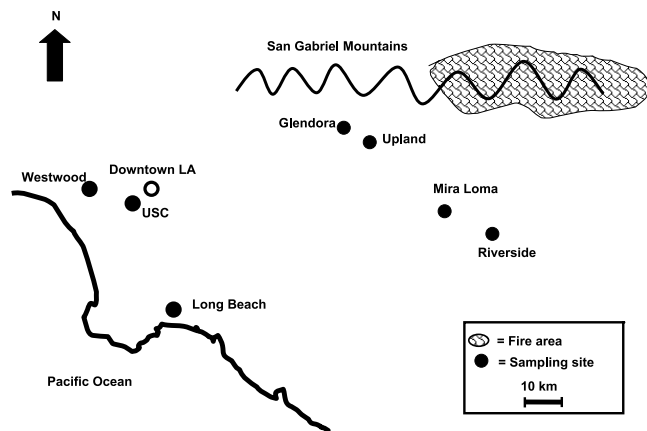 N
San Gabriel Mountains
Glendora
Upland
Westwood
Downtown LA
USC
Mira Loma
Riverside
Long Beach
Pacific Ocean
= Fire area
= Sampling site
10 km